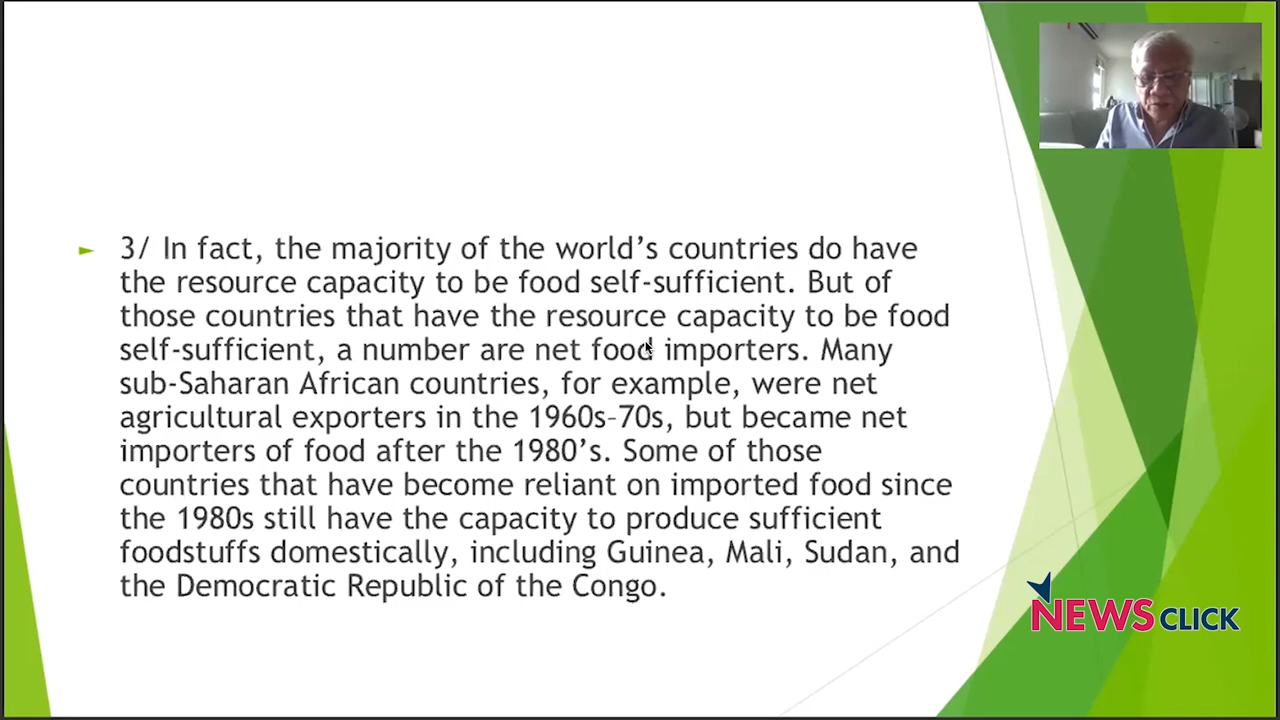 3/ In fact, the majority of the world’s countries do have
the resource capacity to be food self-sufficient. But of
those countries that have the resource capacity to be food
self-sufficient, a number are net food importers. Many
sub-Saharan African countries, for example, were net
agricultural exporters in the 1960s–70s, but became net
importers of food after the 1980’s. Some of those
countries that have become reliant on imported food since
the 1980s still have the capacity to produce sufficient
foodstuffs domestically, including Guinea, Mali, Sudan, and
the Democratic Republic of the Congo.
NEWSCLICK